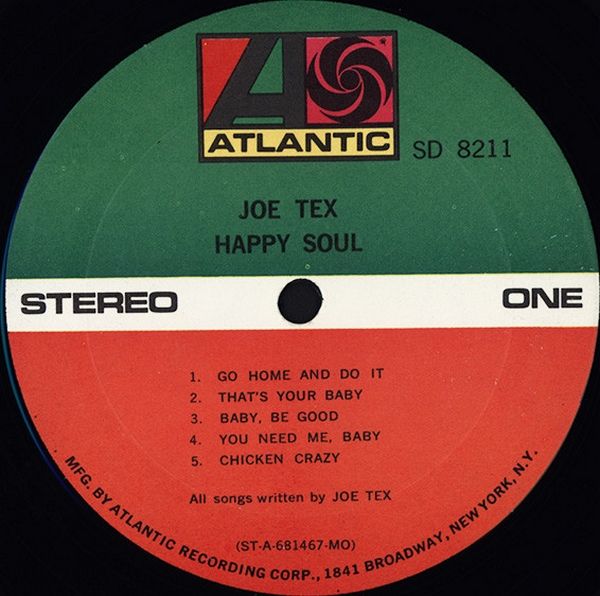 ATLANTIC
SD 8211
JOE TEX
HAPPY SOUL
STEREO
ONE
1. GO HOME AND DO IT
2. THAT'S YOUR BABY
3. BABY, BE GOOD
4. YOU NEED ME, BABY
5. CHICKEN CRAZY
All songs written by JOE TEX
(ST-A-681467-MO)
MFG. BY ATLANTIC RECORDING CORP., 1841 BROADWAY, NEW YORK, N.Y.